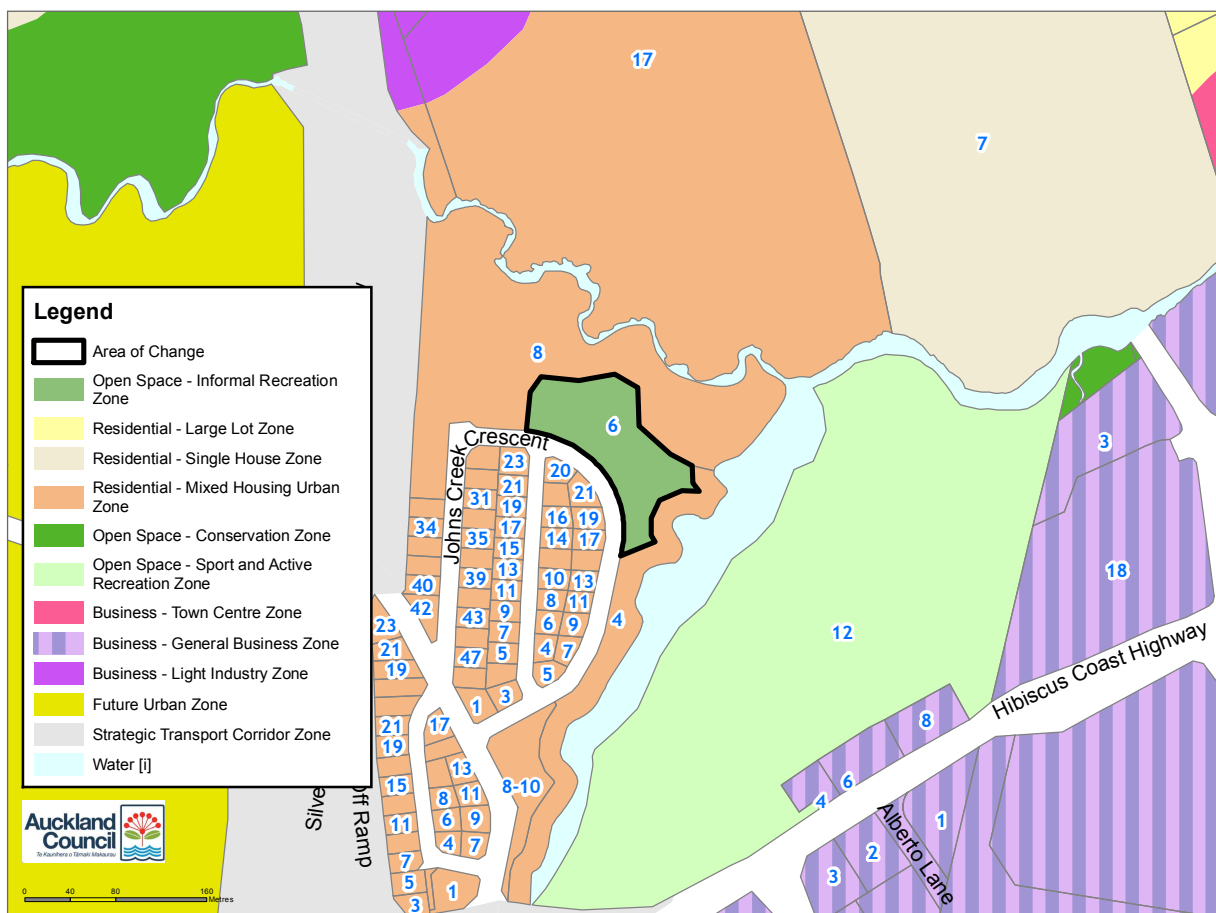 17
7
Legend
Area of Change
Open Space - Informal Recreation
Zone
Residential - Large Lot Zone
Residential - Single House Zone
Residential - Mixed Housing Urban
Zone
Open Space - Conservation Zone
Open Space - Sport and Active
Recreation Zone
Business - Town Centre Zone
Business - General Business Zone
Business - Light Industry Zone
Future Urban Zone
Strategic Transport Corridor Zone
Water [i]
Auckland
Council
Te Kaunihera o Tāmaki Makaurau
0 40 80 160
Metres
8
6
Johns Creek Crescent
23
20
21
21
31
19
16
19
34
17
14
17
35
15
39
13
10
13
40
11
8
11
42
43
9
6
9
4
23
7
4
7
21
47
5
5
19
1
3
21
17
19
13
15
8
11
8-10
11
6
9
4
7
7
5
1
3
Silve
Off Ramp
12
3
18
Hibiscus Coast Highway
8
6
4
1
2
3
Alberto Lane